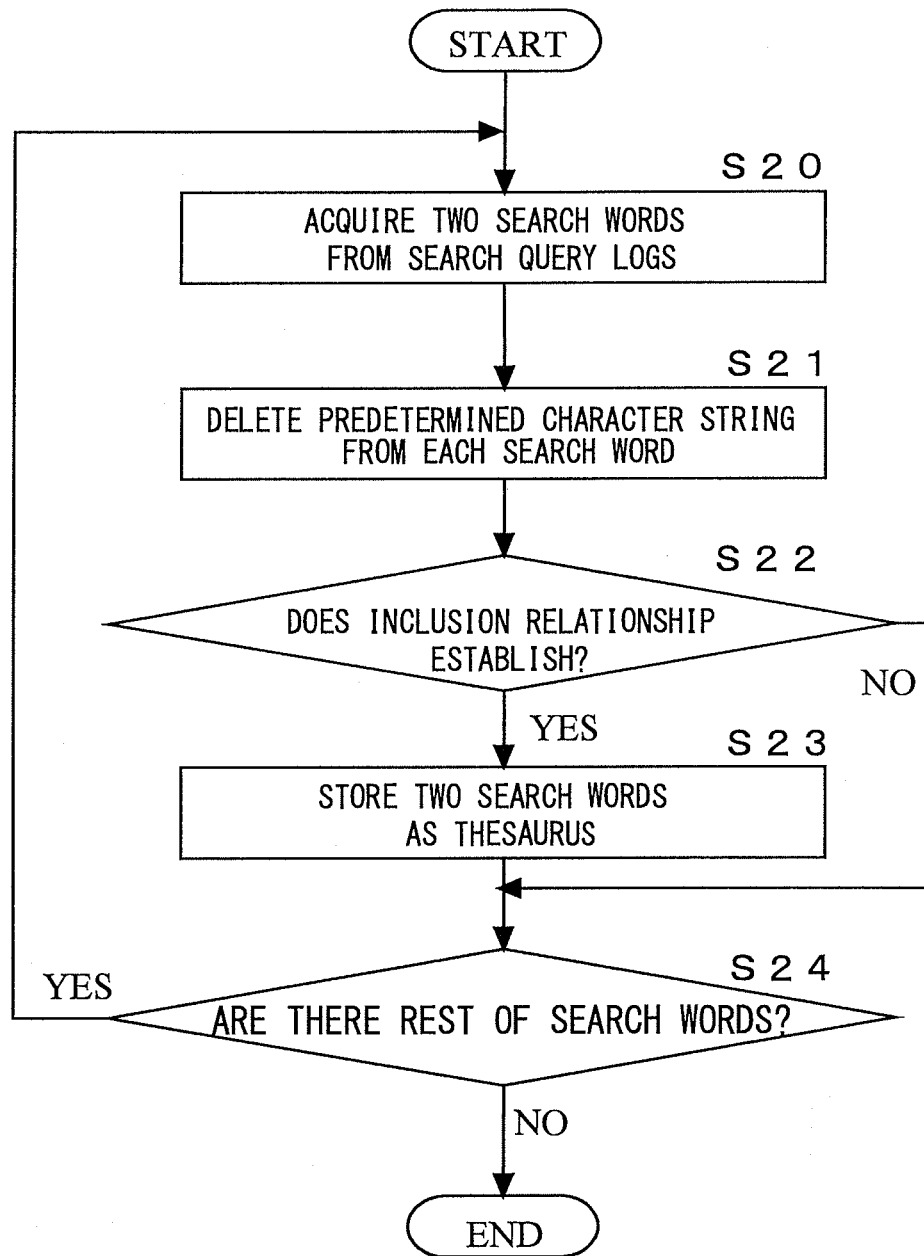 START
S20
ACQUIRE TWO SEARCH WORDS
FROM SEARCH QUERY LOGS
S21
DELETE PREDETERMINED CHARACTER STRING
FROM EACH SEARCH WORD
S22
DOES INCLUSION RELATIONSHIP
ESTABLISH?
NO
YES
S23
STORE TWO SEARCH WORDS
AS THESAURUS
S24
YES
ARE THERE REST OF SEARCH WORDS?
NO
END